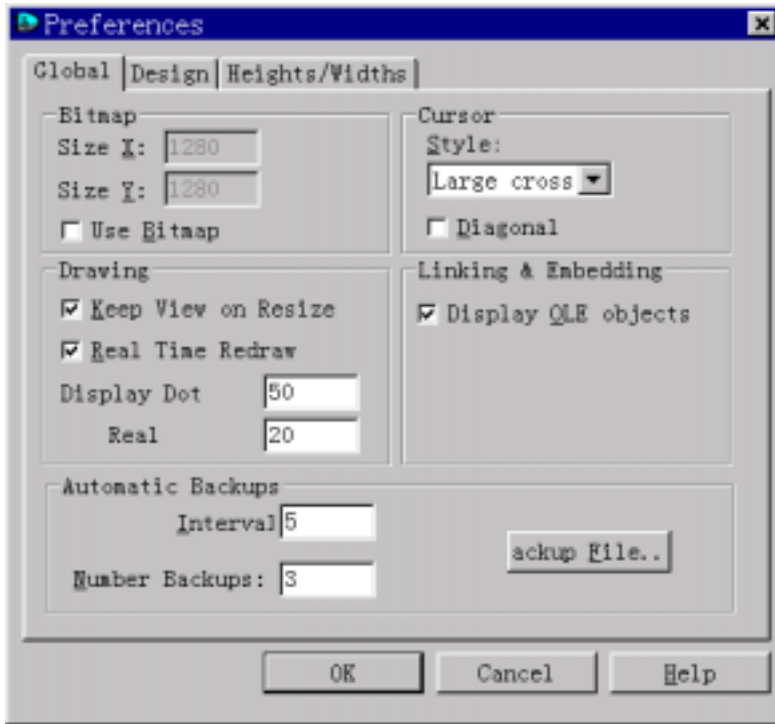 Preferences
Global Design Heights/Widths
Bitmap
Size X: 1280
Size Y: 1280
Use Bitmap
Cursor
Style:
Large cross
Diagonal
Drawing
Keep View on Resize
Real Time Redraw
Display Dot 50
Real 20
Linking & Embedding
Display OLE objects
Automatic Backups
Interval 5
Number Backups: 3
ackup File..
OK Cancel Help